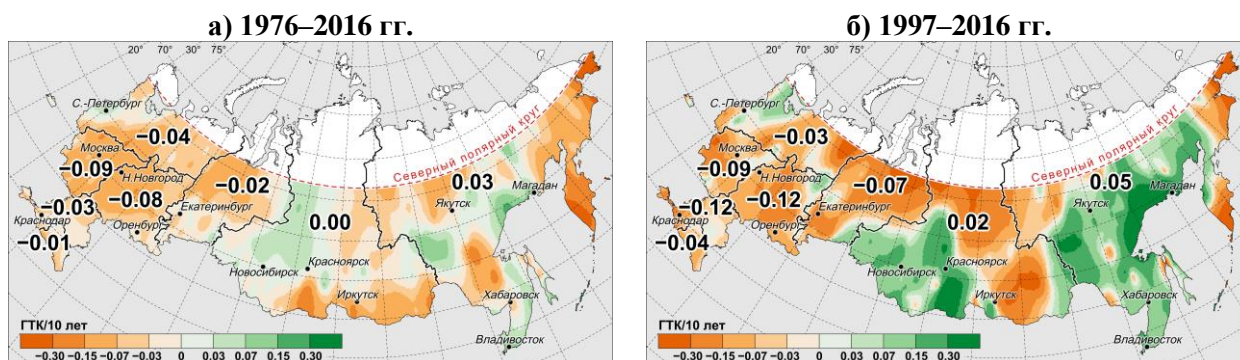 а) 1976–2016 гг.
20° 70° 30° 75°
С.-Петербург
−0.04
Северный полярный круг
Москва
−0.09
Н.Новгород
−0.02
0.03
Магадан
−0.03
−0.08
Якутск
Екатеринбург
0.00
Краснодар
−0.01
Оренбург
Новосибирск
Красноярск
Иркутск
Хабаровск
ГТК/10 лет
Владивосток
−0.30 −0.15 −0.07 −0.03 0 0.03 0.07 0.15 0.30
б) 1997–2016 гг.
20° 70° 30° 75°
С.-Петербург
−0.03
Северный полярный круг
Москва
−0.09
Н.Новгород
−0.07
0.05
Магадан
−0.12
−0.12
Якутск
Екатеринбург
0.02
Краснодар
−0.04
Оренбург
Новосибирск
Красноярск
Иркутск
Хабаровск
ГТК/10 лет
Владивосток
−0.30 −0.15 −0.07 −0.03 0 0.03 0.07 0.15 0.30